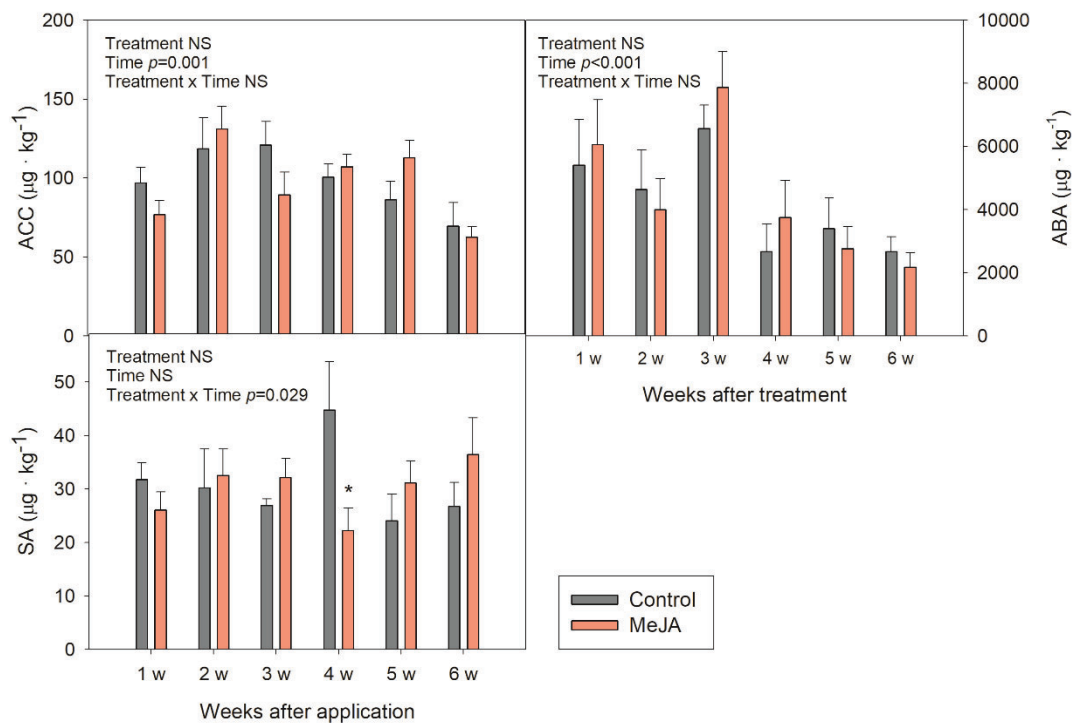 200
150
100
50
0
ACC (µg · kg⁻¹)
Treatment NS
Time p=0.001
Treatment x Time NS
Treatment NS
Time p<0.001
Treatment x Time NS
10000
8000
6000
4000
2000
0
ABA (µg · kg⁻¹)
1 w 2 w 3 w 4 w 5 w 6 w
Weeks after treatment
50
40
30
20
10
0
SA (µg · kg⁻¹)
Treatment NS
Time NS
Treatment x Time p=0.029
*
1 w 2 w 3 w 4 w 5 w 6 w
Weeks after application
Control
MeJA